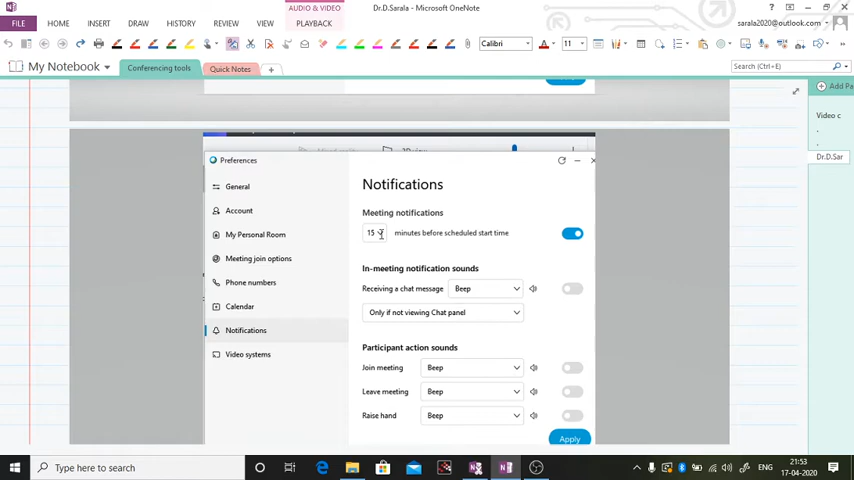 AUDIO & VIDEO
Dr.D.Sarala - Microsoft OneNote
FILE HOME INSERT DRAW HISTORY REVIEW VIEW PLAYBACK
sarala2020@outlook.com
Calibri 11
My Notebook Conferencing tools Quick Notes
Search (Ctrl+E)
Add Pa
Video c
Dr.D.Sar
Preferences
General
Account
My Personal Room
Meeting join options
Phone numbers
Calendar
Notifications
Video systems
Notifications
Meeting notifications
15 minutes before scheduled start time
In-meeting notification sounds
Receiving a chat message Beep
Only if not viewing Chat panel
Participant action sounds
Join meeting Beep
Leave meeting Beep
Raise hand Beep
Apply
Type here to search
ENG
21:53
17-04-2020